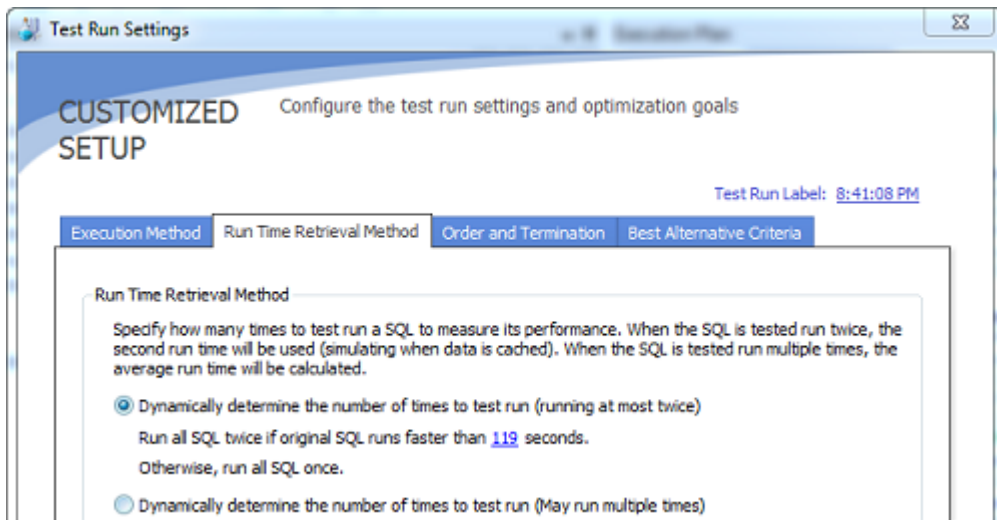 Test Run Settings
CUSTOMIZED
SETUP
Configure the test run settings and optimization goals
Test Run Label: 8:41:08 PM
Execution Method
Run Time Retrieval Method
Order and Termination
Best Alternative Criteria
Run Time Retrieval Method
Specify how many times to test run a SQL to measure its performance. When the SQL is tested run twice, the
second run time will be used (simulating when data is cached). When the SQL is tested run multiple times, the
average run time will be calculated.
Dynamically determine the number of times to test run (running at most twice)
Run all SQL twice if original SQL runs faster than 119 seconds.
Otherwise, run all SQL once.
Dynamically determine the number of times to test run (May run multiple times)